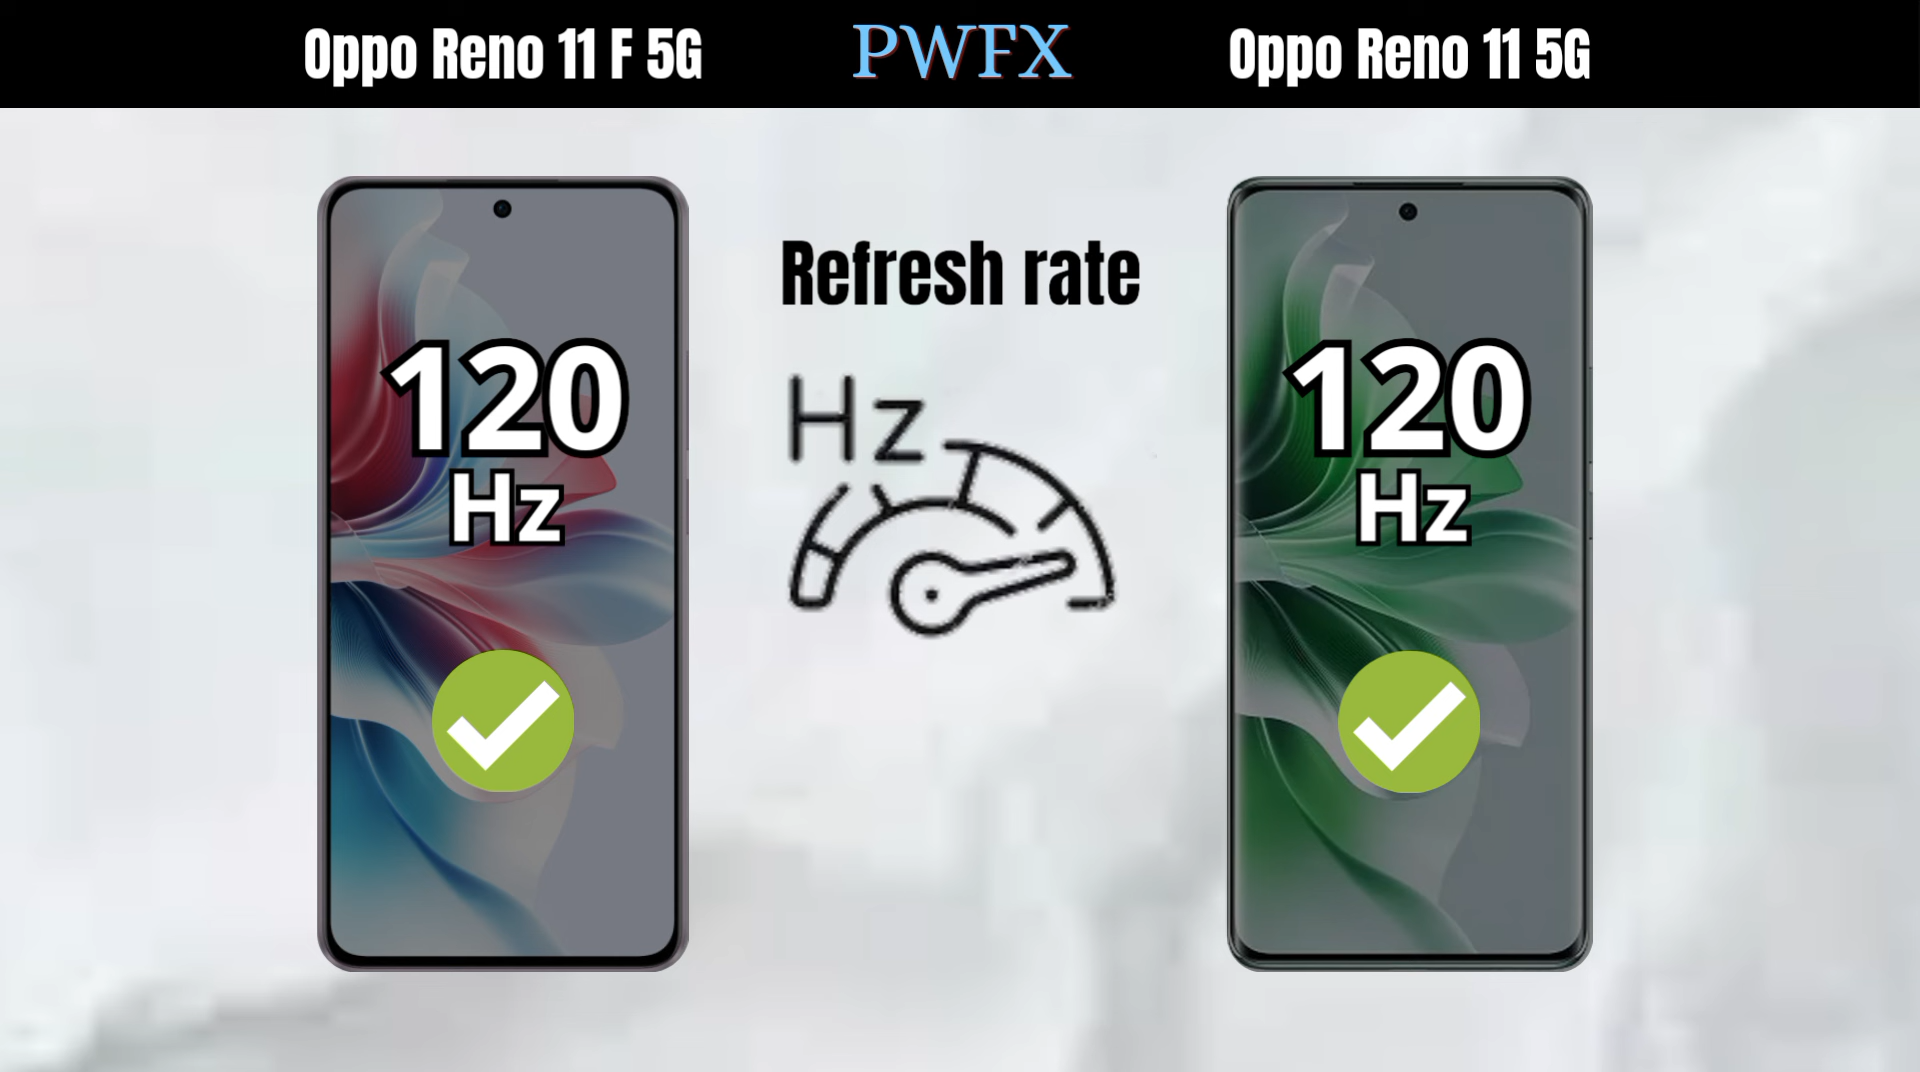 Oppo Reno 11 F 5G
PWFX
Oppo Reno 11 5G
Refresh rate
120
Hz
Hz
120
Hz